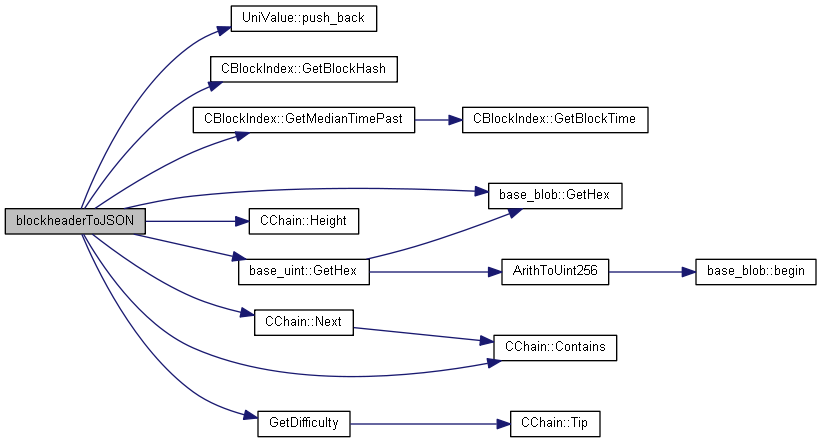 UniValue::push_back
CBlockIndex::GetBlockHash
CBlockIndex::GetMedianTimePast
CBlockIndex::GetBlockTime
base_blob::GetHex
blockheaderToJSON
CChain::Height
base_uint::GetHex
ArithToUint256
base_blob::begin
CChain::Next
CChain::Contains
GetDifficulty
CChain::Tip